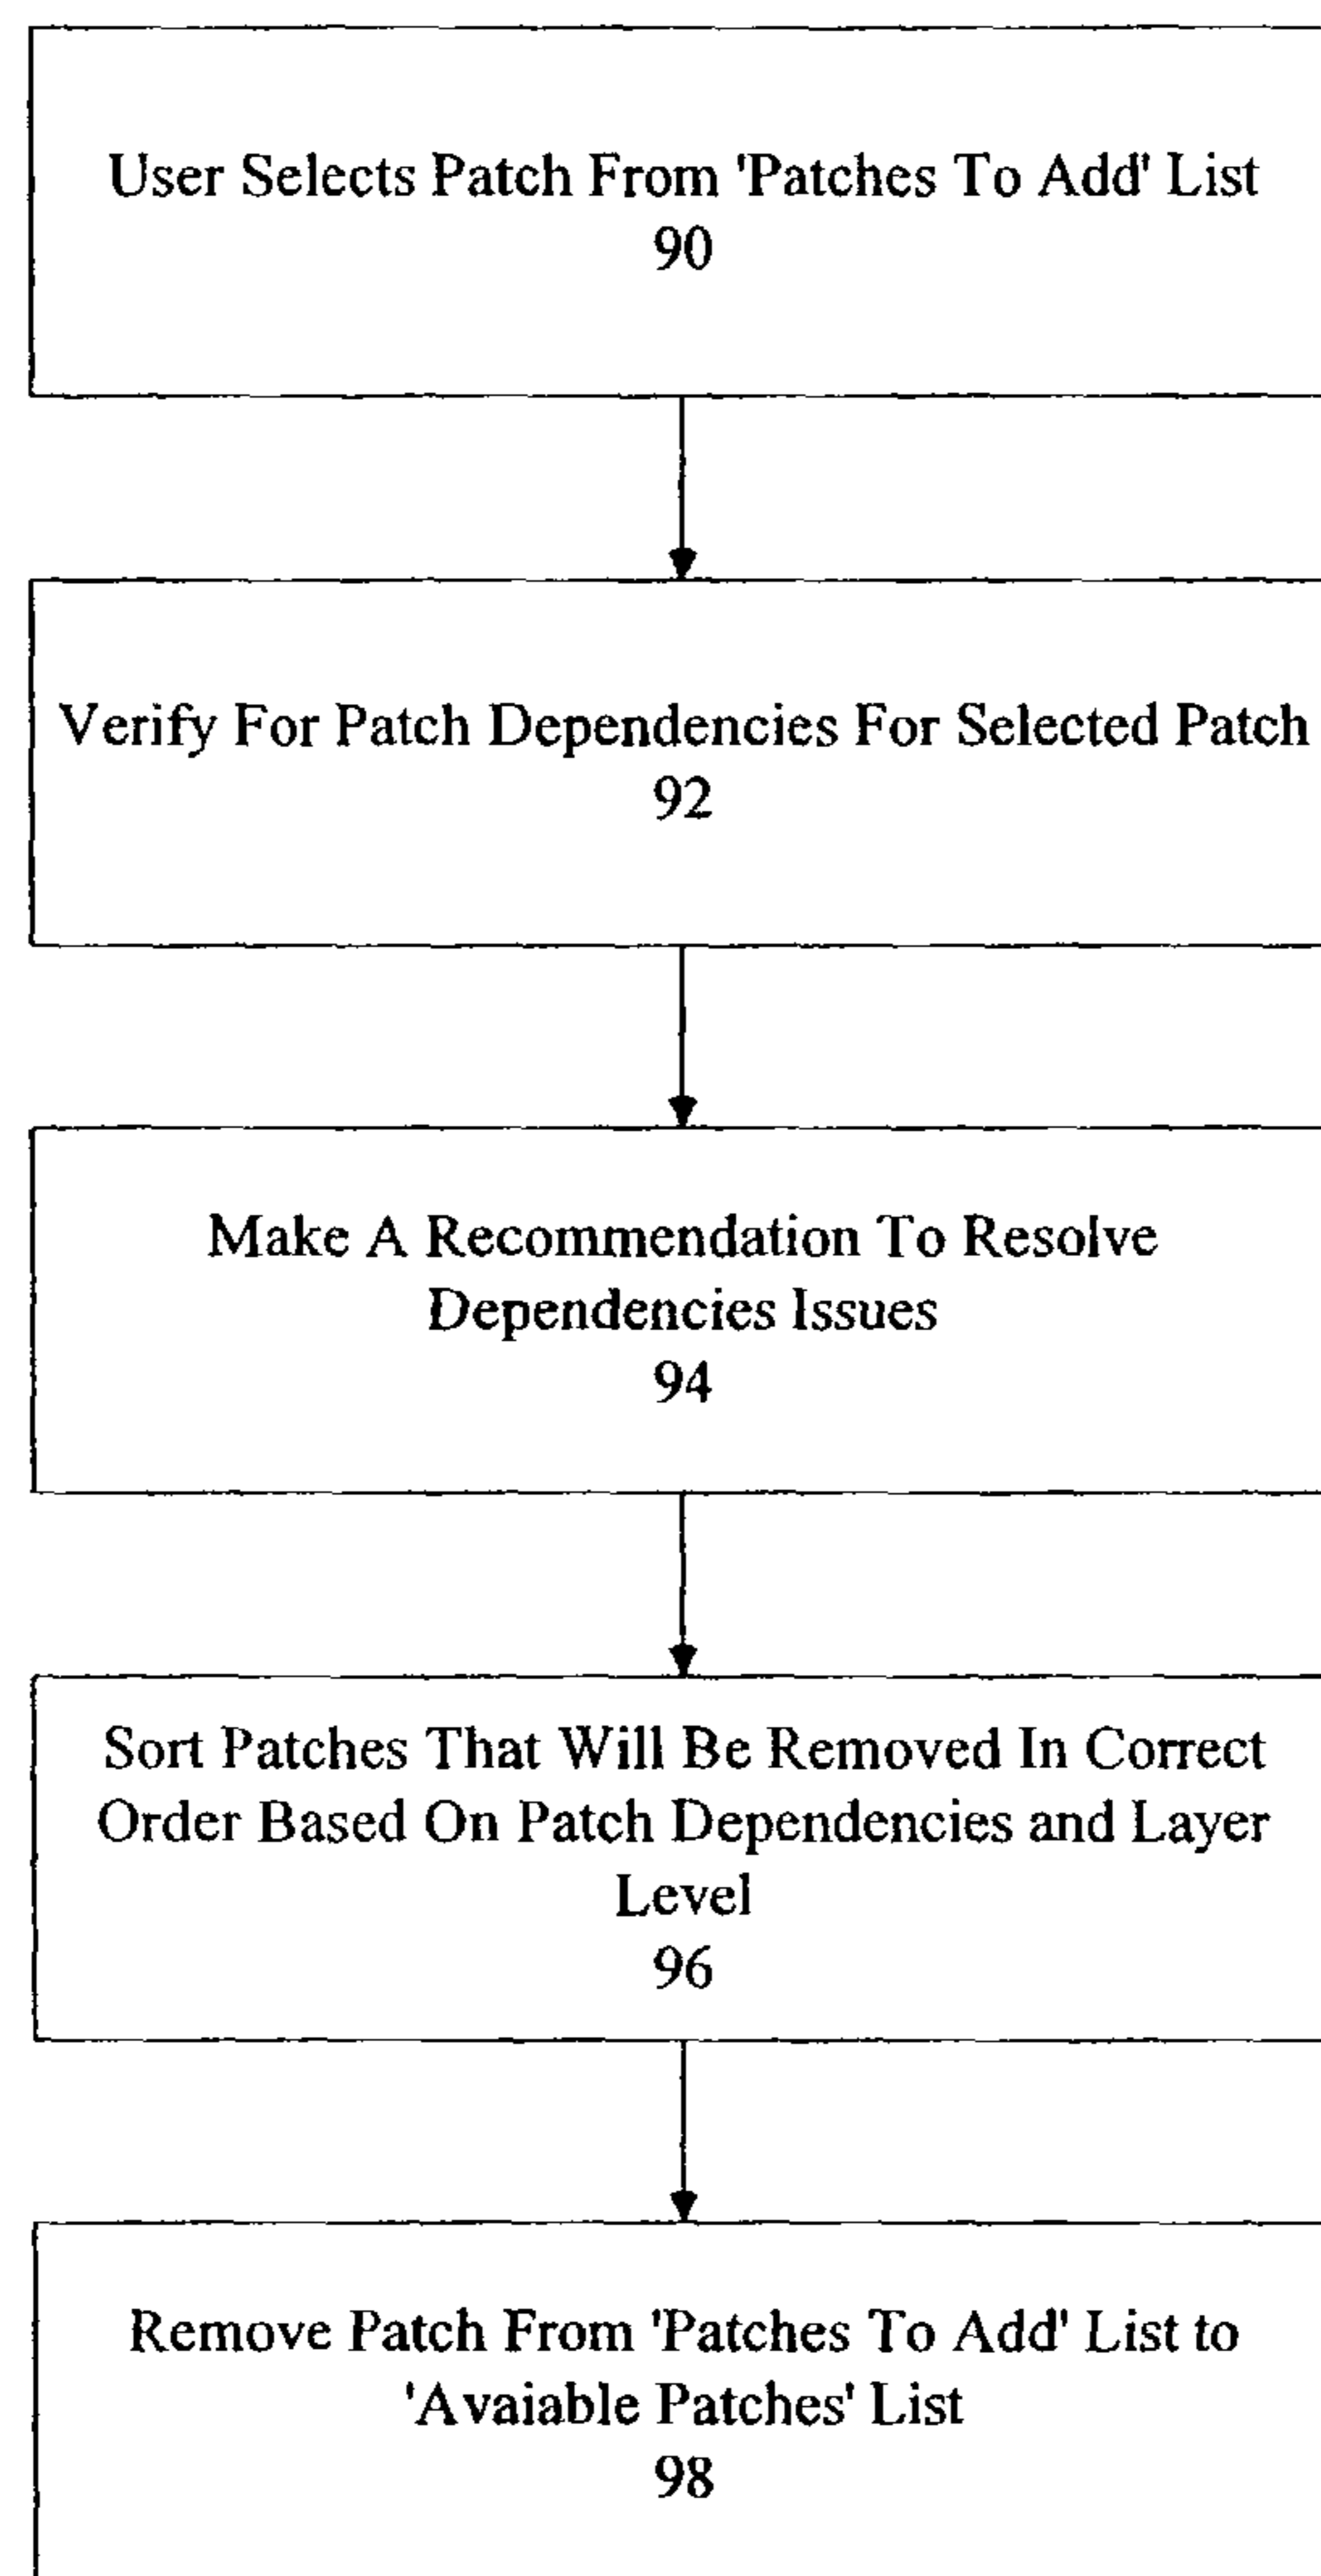 User Selects Patch From 'Patches To Add' List
90
Verify For Patch Dependencies For Selected Patch
92
Make A Recommendation To Resolve
Dependencies Issues
94
Sort Patches That Will Be Removed In Correct
Order Based On Patch Dependencies and Layer
Level
96
Remove Patch From 'Patches To Add' List to
'Avaiable Patches' List
98